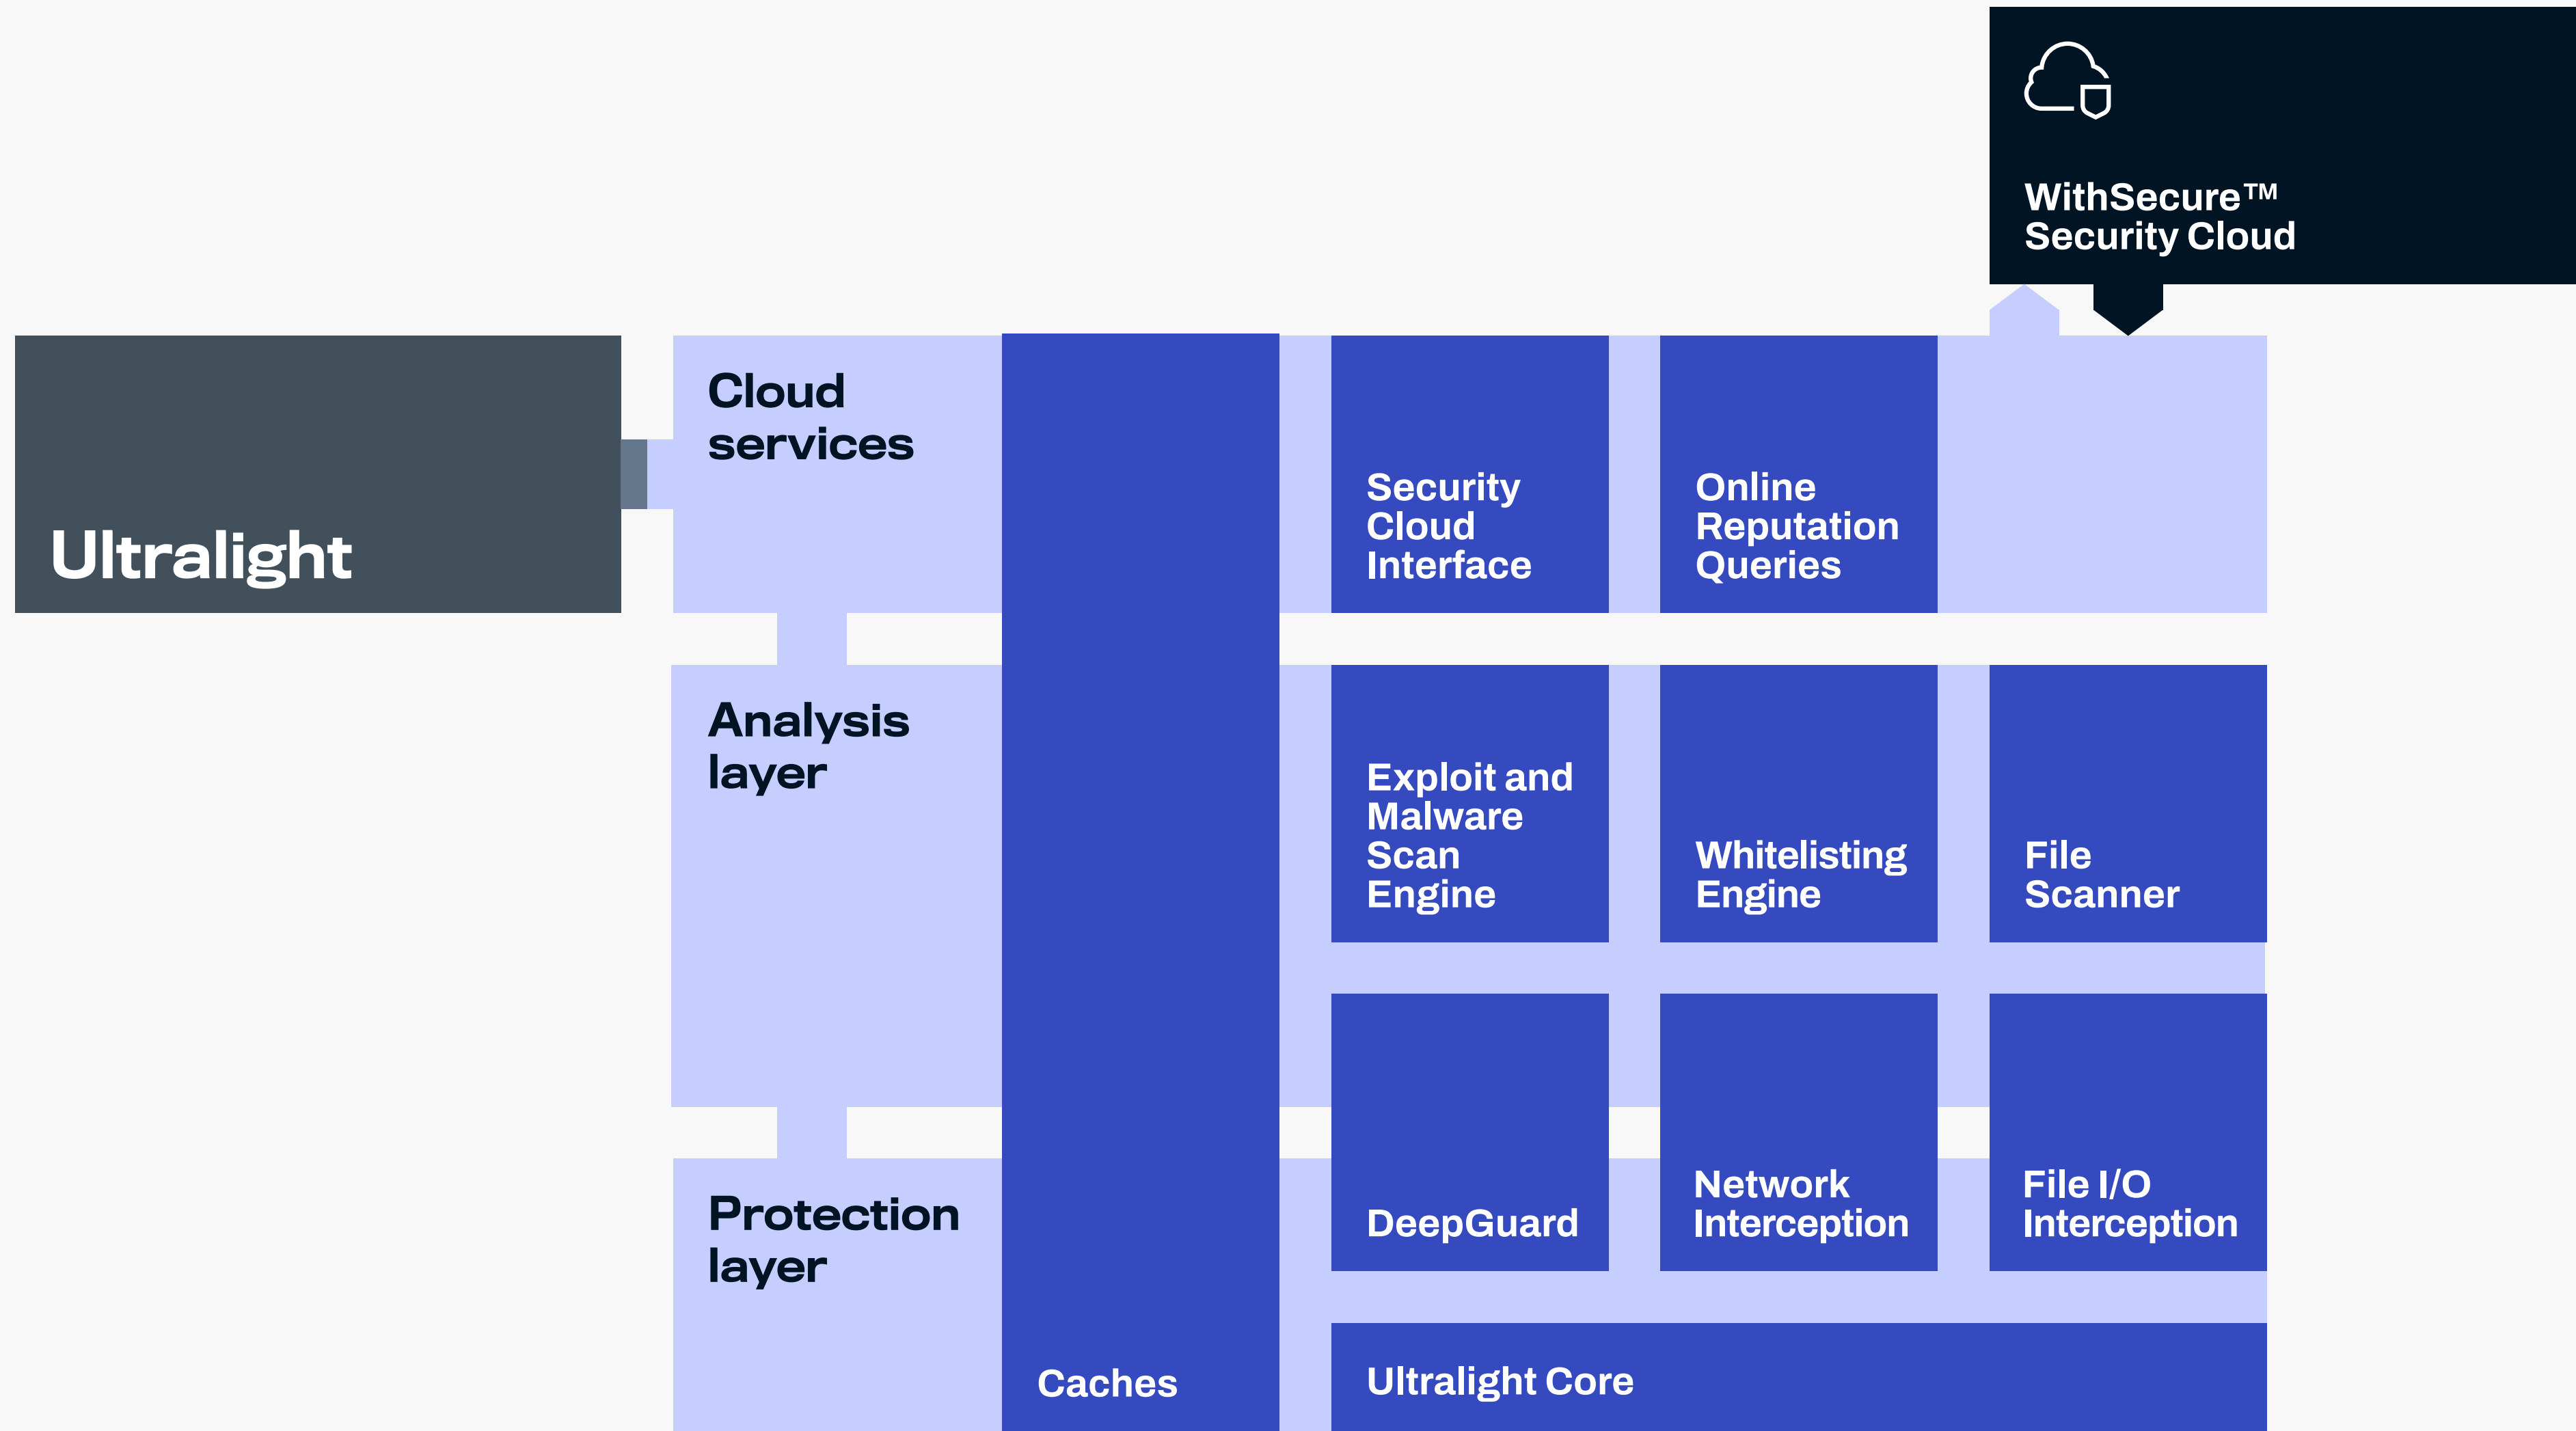 WithSecure™
Security Cloud
Ultralight
Cloud
services
Security
Cloud
Interface
Online
Reputation
Queries
Analysis
layer
Exploit and
Malware
Scan
Engine
Whitelisting
Engine
File
Scanner
Protection
layer
DeepGuard
Network
Interception
File I/O
Interception
Caches
Ultralight Core